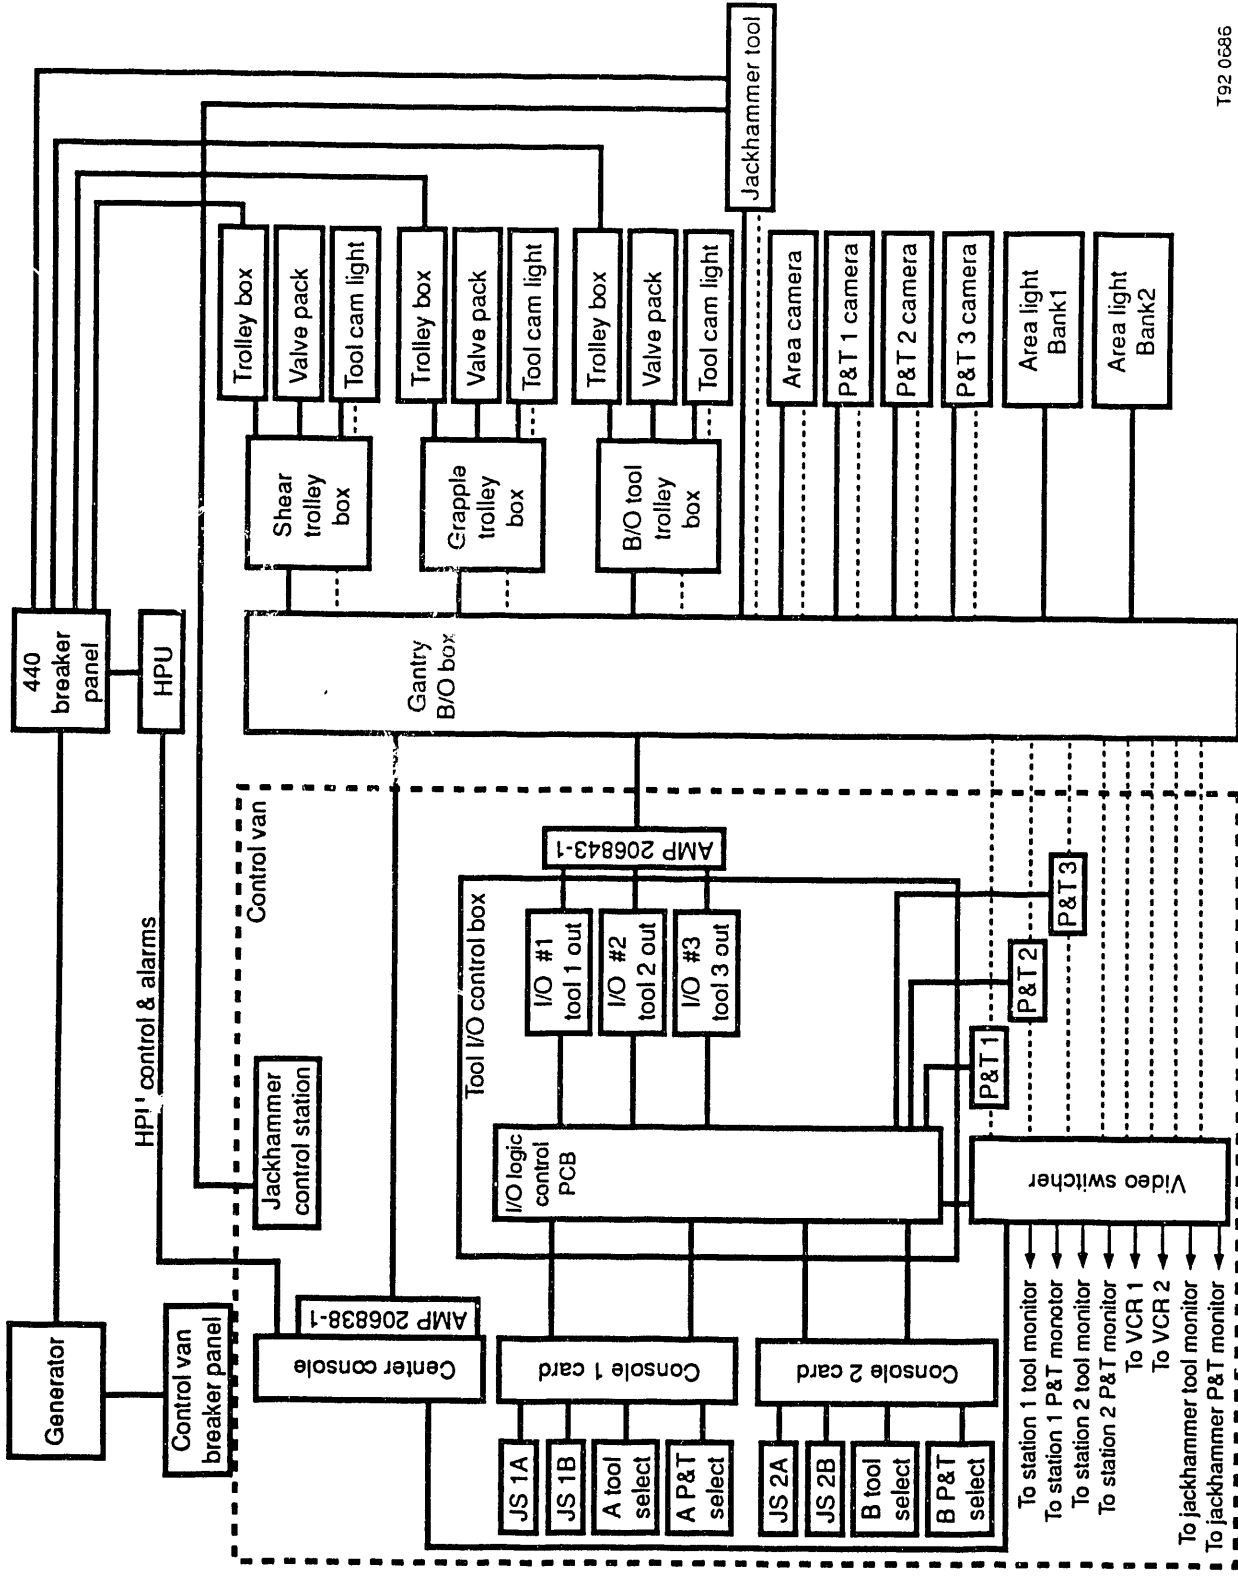 Generator
Control van
breaker panel
440
breaker
panel
HPU
HPU control & alarms
Control van
Jackhammer
control station
Center console
AMP 206838-1
Console 1 card
JS 1A
JS 1B
A tool
select
A P&T
select
Console 2 card
JS 2A
JS 2B
B tool
select
B P&T
select
Tool I/O control box
I/O logic
control
PCB
I/O #1
tool 1 out
I/O #2
tool 2 out
I/O #3
tool 3 out
AMP 206843-1
P&T 1
P&T 2
P&T 3
Video switcher
To station 1 tool monitor
To station 1 P&T monotor
To station 2 tool monitor
To station 2 P&T monitor
To VCR 1
To VCR 2
To jackhammer tool monitor
To jackhammer P&T monitor
Gantry
B/O box
Shear
trolley
box
Trolley box
Valve pack
Tool cam light
Grapple
trolley
box
Trolley box
Valve pack
Tool cam light
B/O tool
trolley
box
Trolley box
Valve pack
Tool cam light
Jackhammer tool
Area camera
P&T 1 camera
P&T 2 camera
P&T 3 camera
Area light
Bank1
Area light
Bank2
T92 0686